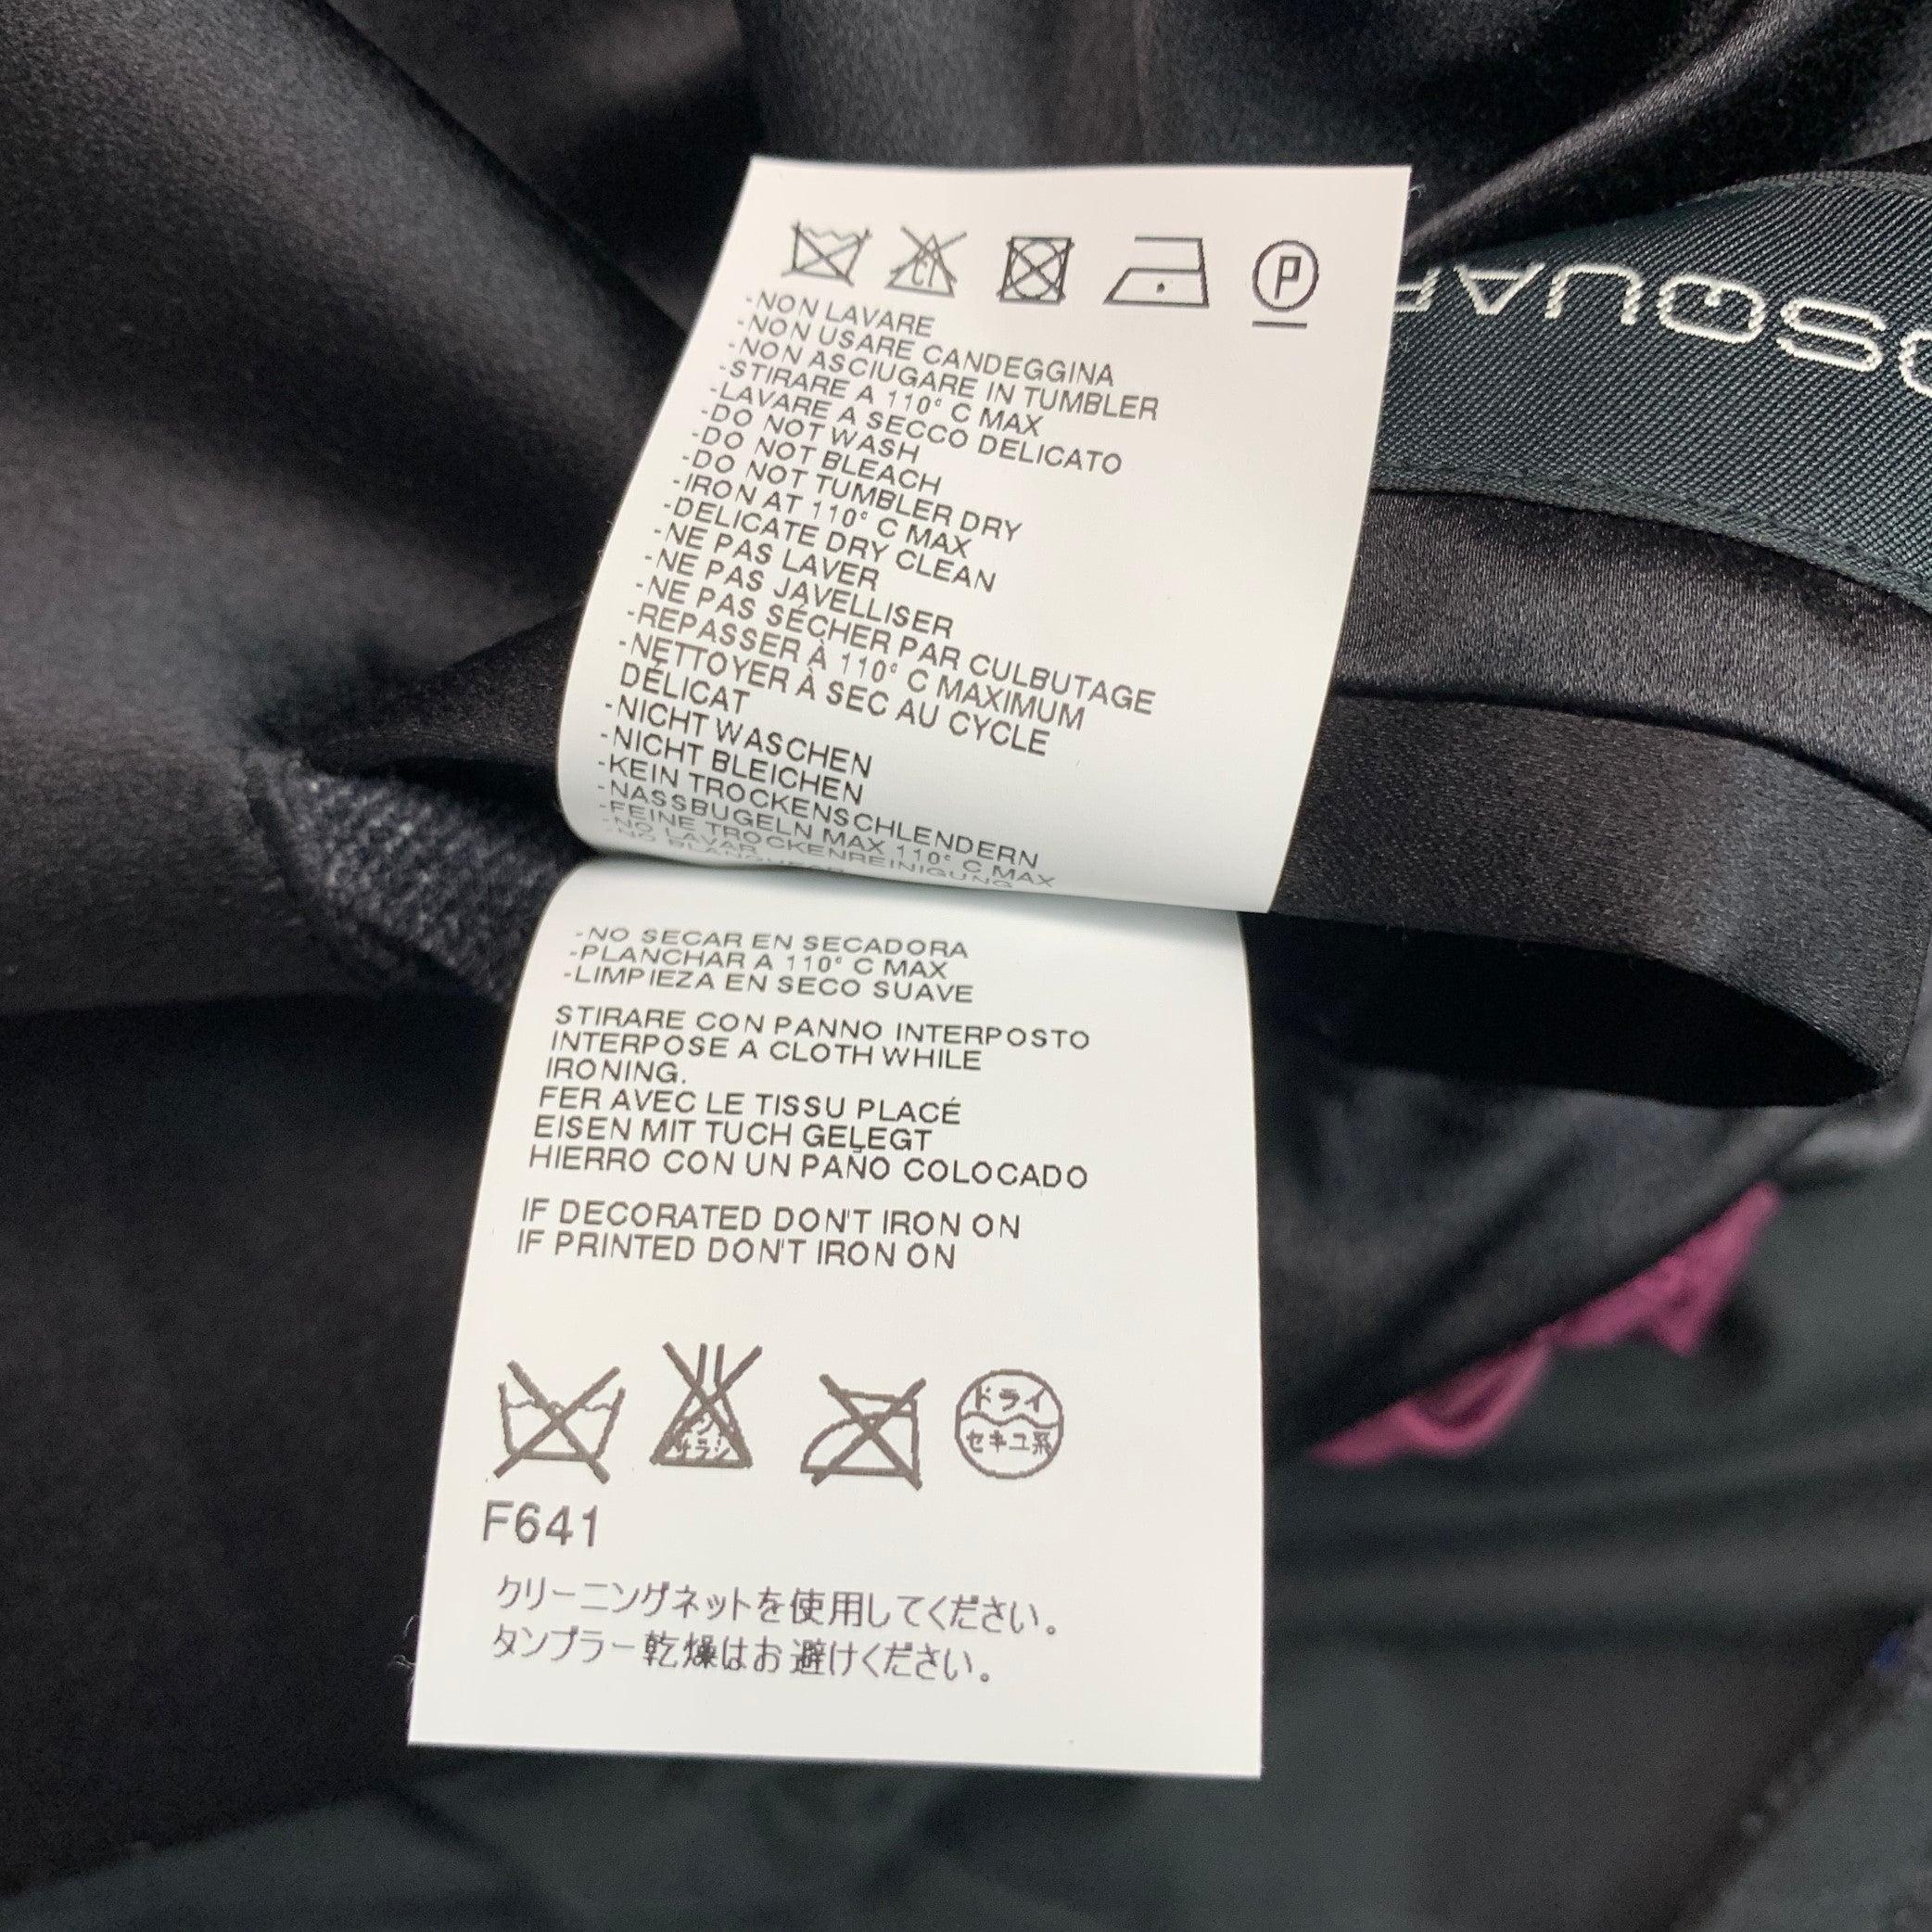 CL
P
-NON LAVARE
-NON USARE CANDEGGINA
-NON ASCIUGARE IN TUMBLER
-STIRARE A 110° C MAX
-LAVARE A SECCO DELICATO
-DO NOT WASH
-DO NOT BLEACH
-DO NOT TUMBLER DRY
-IRON AT 110° C MAX
-DELICATE DRY CLEAN
-NE PAS LAVER
-NE PAS JAVELLISER
-NE PAS SÉCHER PAR CULBUTAGE
-REPASSER À 110° C MAXIMUM
-NETTOYER À SEC AU CYCLE
DÉLICAT
-NICHT WASCHEN
-NICHT BLEICHEN
-KEIN TROCKENSCHLENDERN
-NASSBUGELN MAX 110° C MAX
-FEINE TROCKENREINIGUNG
-NO LAVAR
-NO SECAR EN SECADORA
-PLANCHAR A 110° C MAX
-LIMPIEZA EN SECO SUAVE
STIRARE CON PANNO INTERPOSTO
INTERPOSE A CLOTH WHILE
IRONING.
FER AVEC LE TISSU PLACÉ
EISEN MIT TUCH GELEGT
HIERRO CON UN PAÑO COLOCADO
IF DECORATED DON'T IRON ON
IF PRINTED DON'T IRON ON
ドライ
セキユ系
F641
クリーニングネットを使用してください。
タンブラー乾燥はお避けください。
SQUAR